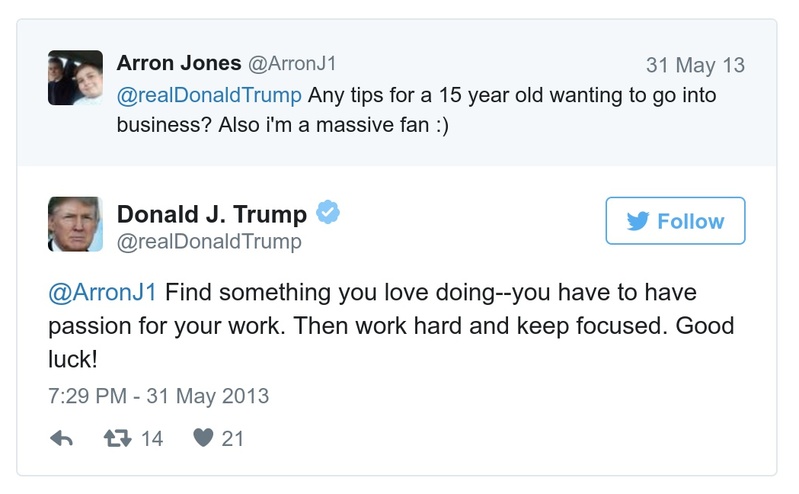 Arron Jones @ArronJ1 31 May 13
@realDonaldTrump Any tips for a 15 year old wanting to go into
business? Also i'm a massive fan :)
Donald J. Trump
@realDonaldTrump
Follow
@ArronJ1 Find something you love doing--you have to have
passion for your work. Then work hard and keep focused. Good
luck!
7:29 PM - 31 May 2013
14 21